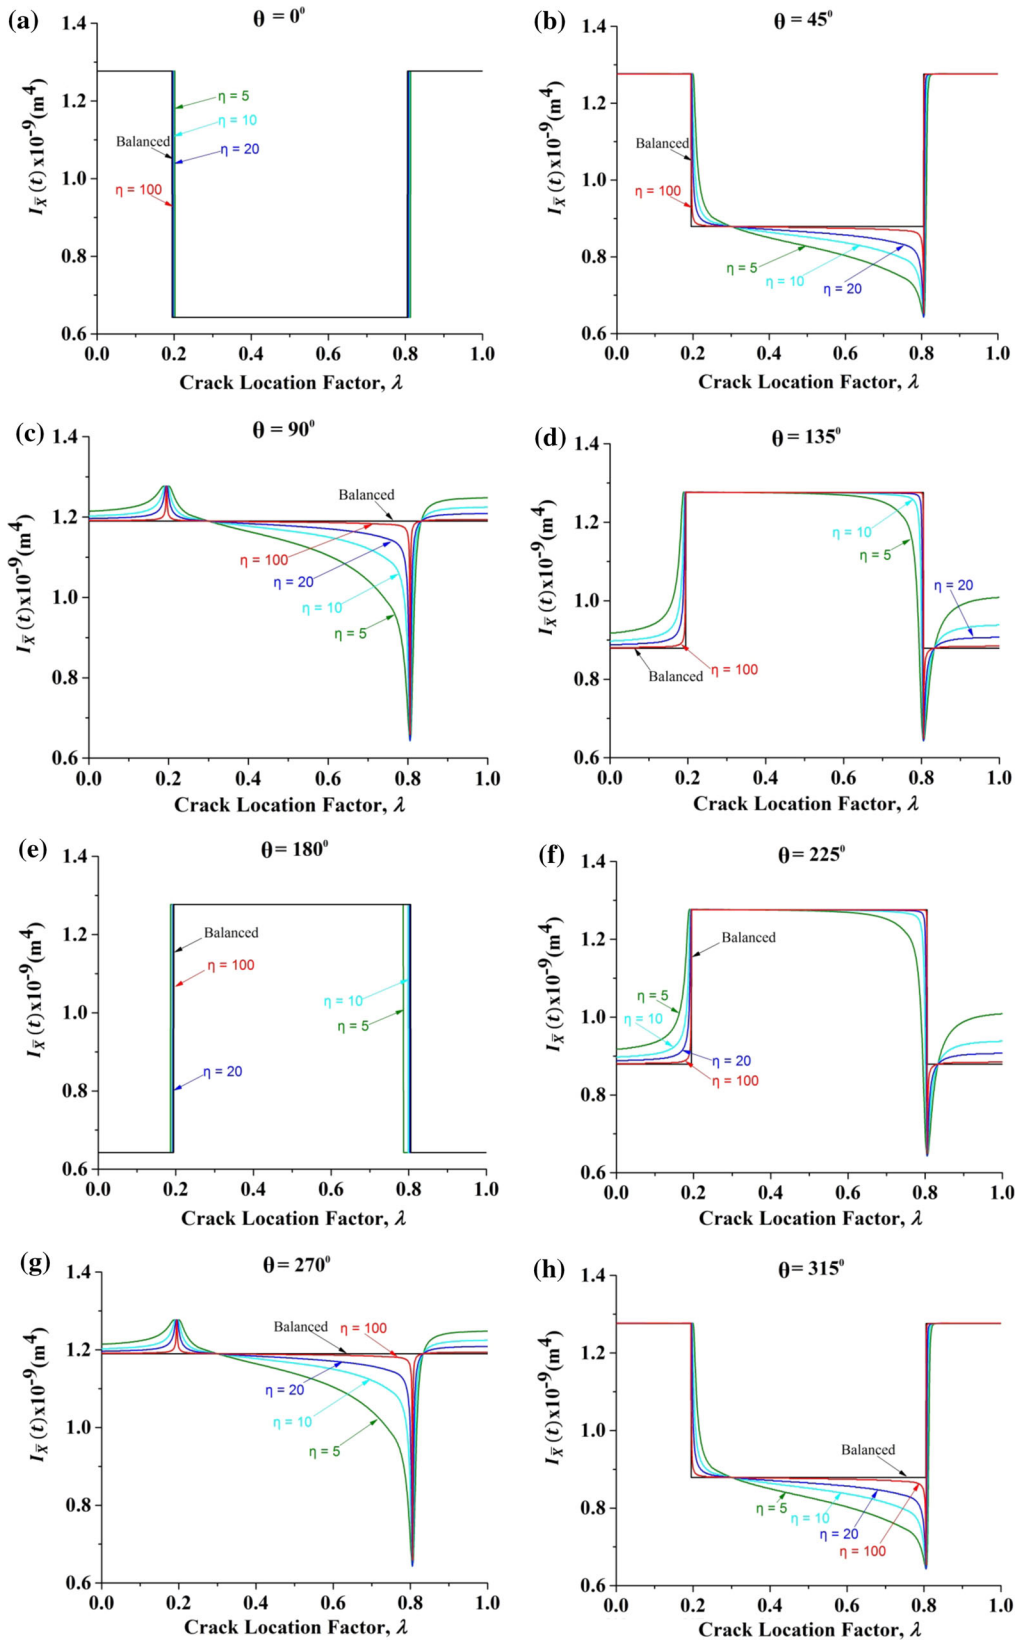 (a)
θ = 0⁰
I_X̄(t)x10⁻⁹(m⁴)
1.4
1.2
1.0
0.8
0.6
η = 5
η = 10
Balanced
η = 20
η = 100
0.0 0.2 0.4 0.6 0.8 1.0
Crack Location Factor, λ
(b)
θ = 45⁰
I_X̄(t)x10⁻⁹(m⁴)
1.4
1.2
1.0
0.8
0.6
Balanced
η = 100
η = 5
η = 10
η = 20
0.0 0.2 0.4 0.6 0.8 1.0
Crack Location Factor, λ
(c)
θ = 90⁰
I_X̄(t)x10⁻⁹(m⁴)
1.4
1.2
1.0
0.8
0.6
Balanced
η = 100
η = 20
η = 10
η = 5
0.0 0.2 0.4 0.6 0.8 1.0
Crack Location Factor, λ
(d)
θ = 135⁰
I_X̄(t)x10⁻⁹(m⁴)
1.4
1.2
1.0
0.8
0.6
η = 10
η = 5
η = 20
η = 100
Balanced
0.0 0.2 0.4 0.6 0.8 1.0
Crack Location Factor, λ
(e)
θ = 180⁰
I_X̄(t)x10⁻⁹(m⁴)
1.4
1.2
1.0
0.8
0.6
Balanced
η = 100
η = 10
η = 5
η = 20
0.0 0.2 0.4 0.6 0.8 1.0
Crack Location Factor, λ
(f)
θ = 225⁰
I_X̄(t)x10⁻⁹(m⁴)
1.4
1.2
1.0
0.8
0.6
Balanced
η = 5
η = 10
η = 20
η = 100
0.0 0.2 0.4 0.6 0.8 1.0
Crack Location Factor, λ
(g)
θ = 270⁰
I_X̄(t)x10⁻⁹(m⁴)
1.4
1.2
1.0
0.8
0.6
Balanced
η = 100
η = 20
η = 10
η = 5
0.0 0.2 0.4 0.6 0.8 1.0
Crack Location Factor, λ
(h)
θ = 315⁰
I_X̄(t)x10⁻⁹(m⁴)
1.4
1.2
1.0
0.8
0.6
Balanced
η = 5
η = 10
η = 20
η = 100
0.0 0.2 0.4 0.6 0.8 1.0
Crack Location Factor, λ